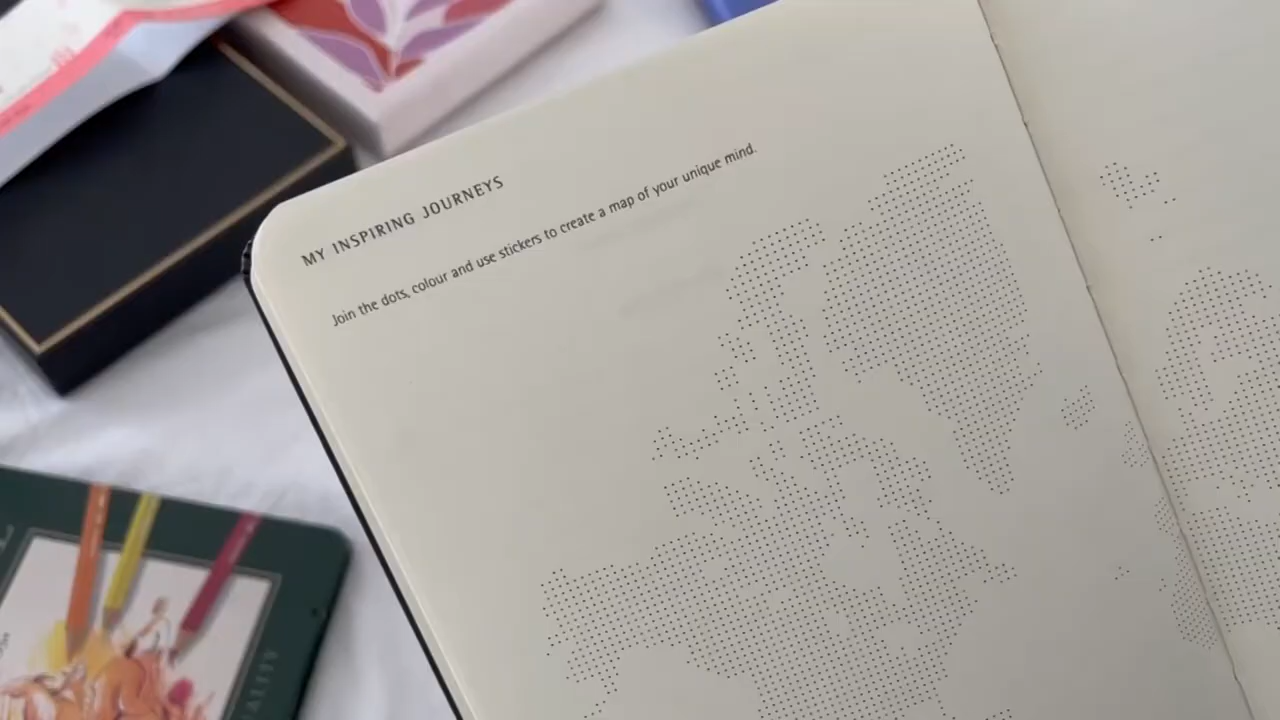 MY INSPIRING JOURNEYS
Join the dots, colour and use stickers to create a map of your unique mind.